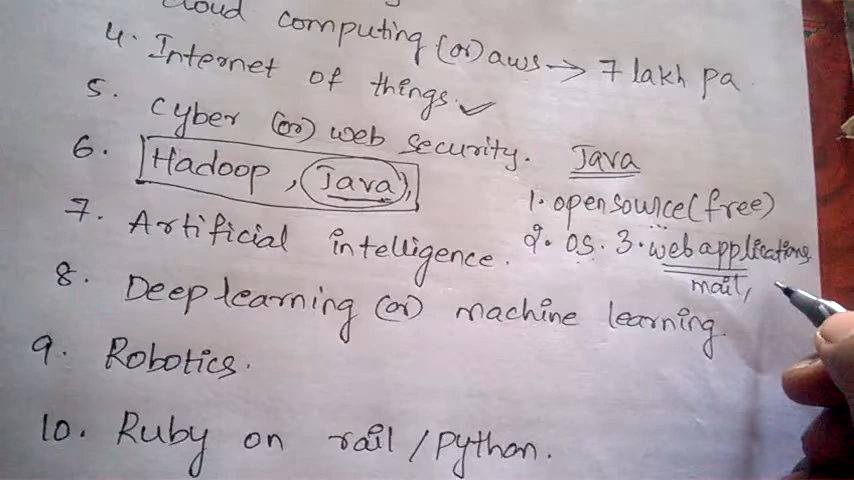 cloud computing (or) aws → 7 lakh pa.
4. Internet of things. ✓
5. Cyber (or) web security.
6. Hadoop, Java,
7. Artificial intelligence.
8. Deep learning (or) machine learning.
9. Robotics.
10. Ruby on rail / Python.
Java
1. open source (free)
2. OS. 3. web applications
mail,